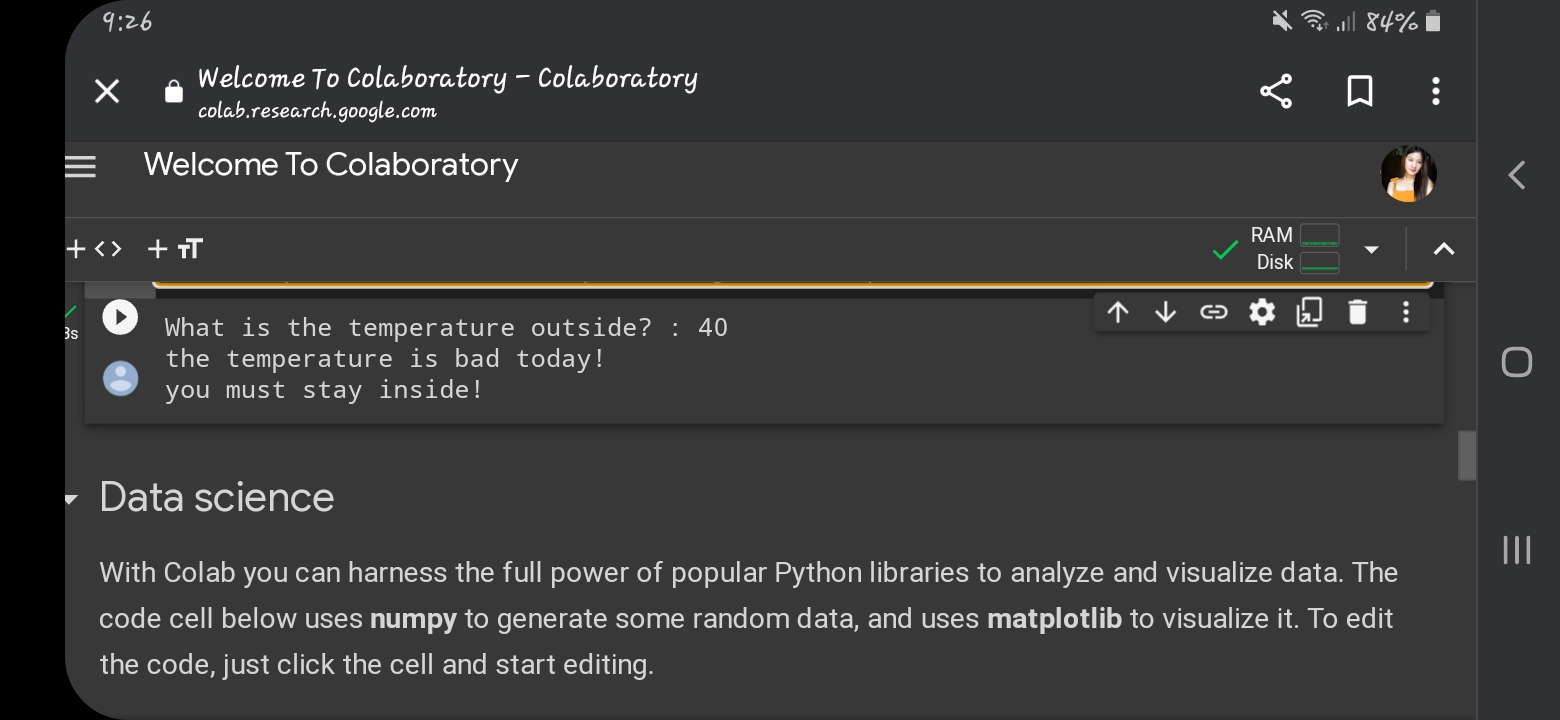 9:26
84%
Welcome To Colaboratory – Colaboratory
colab.research.google.com
Welcome To Colaboratory
+ <> + TT
RAM
Disk
What is the temperature outside? : 40
3s
the temperature is bad today!
you must stay inside!
Data science
With Colab you can harness the full power of popular Python libraries to analyze and visualize data. The
code cell below uses numpy to generate some random data, and uses matplotlib to visualize it. To edit
the code, just click the cell and start editing.